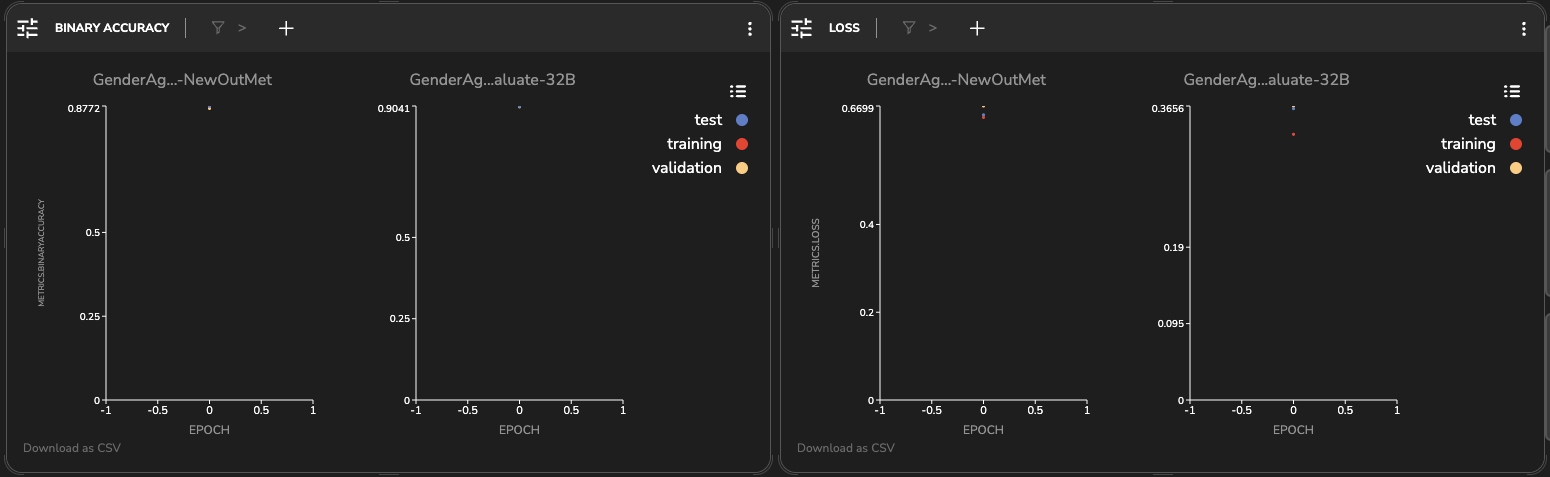 BINARY ACCURACY >
GenderAg...-NewOutMet
GenderAg...aluate-32B
0.8772
0.5
0.25
0
-1 -0.5 0 0.5 1
METRICS.BINARYACCURACY
EPOCH
0.9041
0.5
0.25
0
-1 -0.5 0 0.5 1
EPOCH
test
training
validation
Download as CSV
LOSS >
GenderAg...-NewOutMet
GenderAg...aluate-32B
0.6699
0.4
0.2
0
-1 -0.5 0 0.5 1
METRICS.LOSS
EPOCH
0.3656
0.19
0.095
0
-1 -0.5 0 0.5 1
EPOCH
test
training
validation
Download as CSV